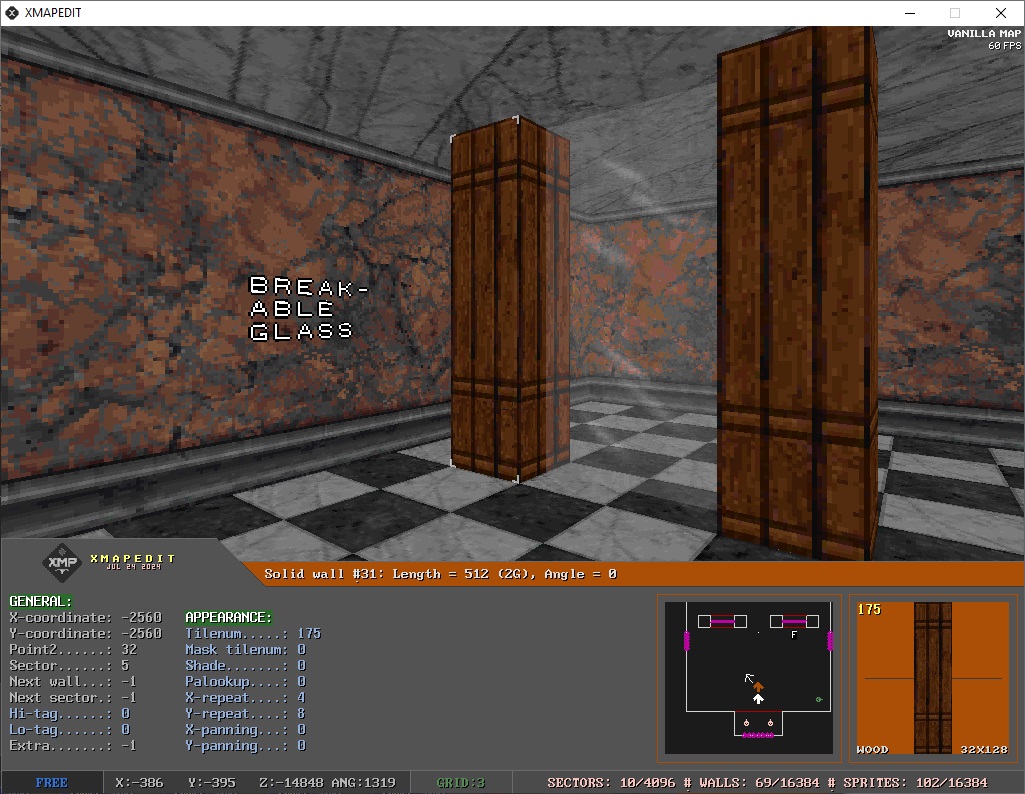 XMAPEDIT
VANILLA MAP
60 FPS
BREAK-
ABLE
GLASS
XMP
XMAPEDIT
JUL 24 2024
Solid wall #31: Length = 512 (2G), Angle = 0
GENERAL:
X-coordinate: -2560
Y-coordinate: -2560
Point2......: 32
Sector......: 5
Next wall...: -1
Next sector.: -1
Hi-tag......: 0
Lo-tag......: 0
Extra.......: -1
APPEARANCE:
Tilenum.....: 175
Mask tilenum: 0
Shade.......: 0
Palookup....: 0
X-repeat....: 4
Y-repeat....: 8
X-panning...: 0
Y-panning...: 0
F
175
WOOD 32X128
FREE X:-386 Y:-395 Z:-14848 ANG:1319 GRID:3 SECTORS: 10/4096 # WALLS: 69/16384 # SPRITES: 102/16384